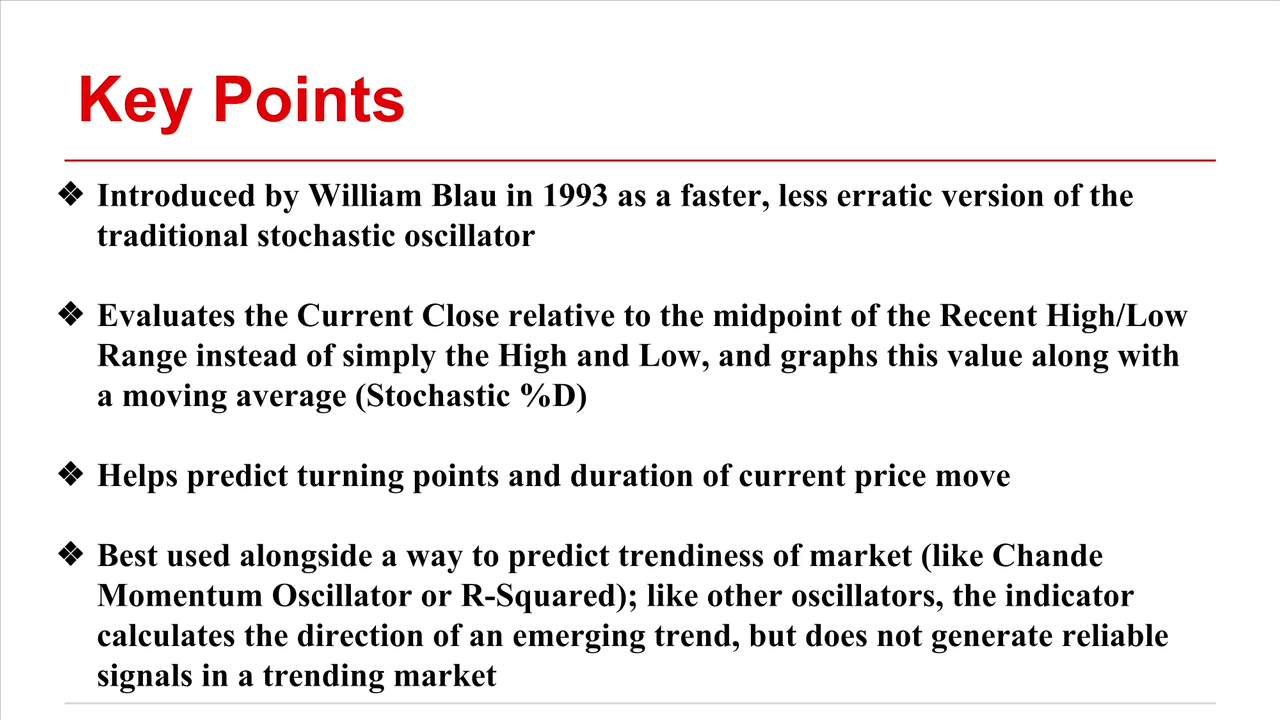 Key Points
❖ Introduced by William Blau in 1993 as a faster, less erratic version of the
traditional stochastic oscillator
❖ Evaluates the Current Close relative to the midpoint of the Recent High/Low
Range instead of simply the High and Low, and graphs this value along with
a moving average (Stochastic %D)
❖ Helps predict turning points and duration of current price move
❖ Best used alongside a way to predict trendiness of market (like Chande
Momentum Oscillator or R-Squared); like other oscillators, the indicator
calculates the direction of an emerging trend, but does not generate reliable
signals in a trending market